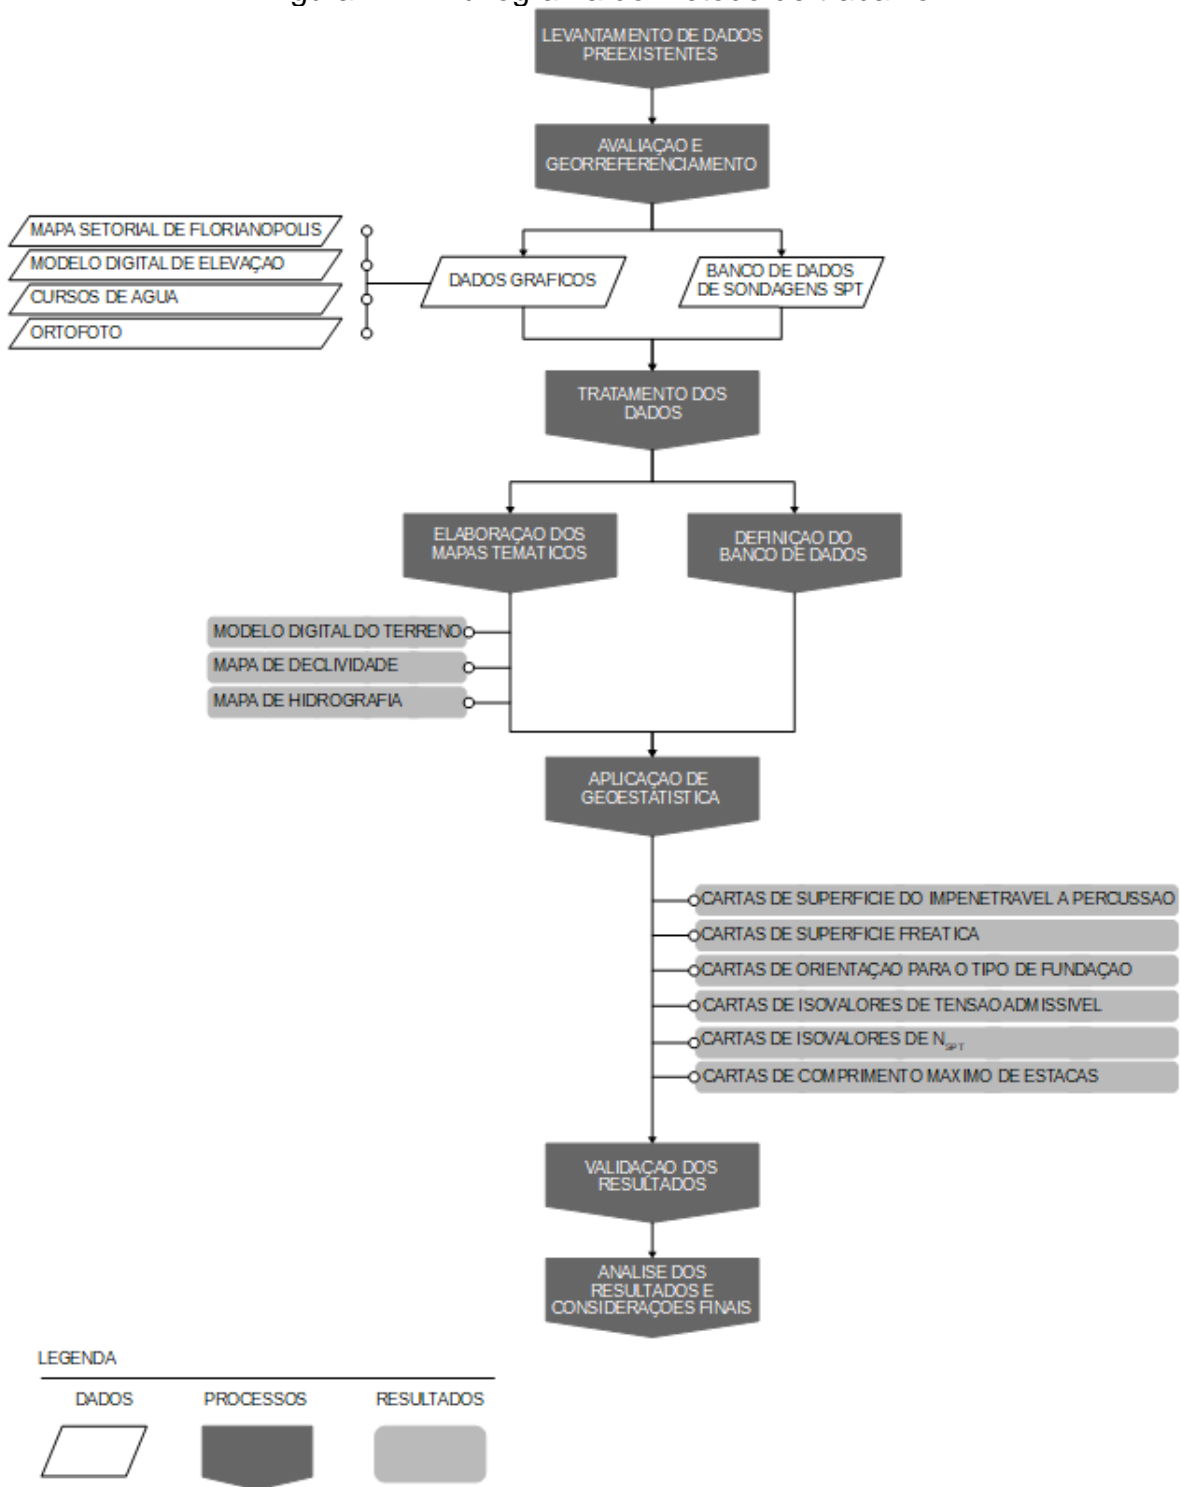 LEVANTAMENTO DE DADOS
PREEXISTENTES
AVALIAÇAO E
GEORREFERENCIAMENTO
MAPA SETORIAL DE FLORIANOPOLIS
MODELO DIGITAL DE ELEVAÇAO
CURSOS DE AGUA
ORTOFOTO
DADOS GRAFICOS
BANCO DE DADOS
DE SONDAGENS SPT
TRATAMENTO DOS
DADOS
ELABORAÇAO DOS
MAPAS TEMATICOS
DEFINIÇAO DO
BANCO DE DADOS
MODELO DIGITAL DO TERRENO
MAPA DE DECLIVIDADE
MAPA DE HIDROGRAFIA
APLICAÇAO DE
GEOESTATISTICA
CARTAS DE SUPERFICIE DO IMPENETRAVEL A PERCUSSAO
CARTAS DE SUPERFICIE FREATICA
CARTAS DE ORIENTAÇAO PARA O TIPO DE FUNDAÇAO
CARTAS DE ISOVALORES DE TENSAO ADMISSIVEL
CARTAS DE ISOVALORES DE N SPT
CARTAS DE COMPRIMENTO MAXIMO DE ESTACAS
VALIDAÇAO DOS
RESULTADOS
ANALISE DOS
RESULTADOS E
CONSIDERAÇOES FINAIS
LEGENDA
DADOS PROCESSOS RESULTADOS